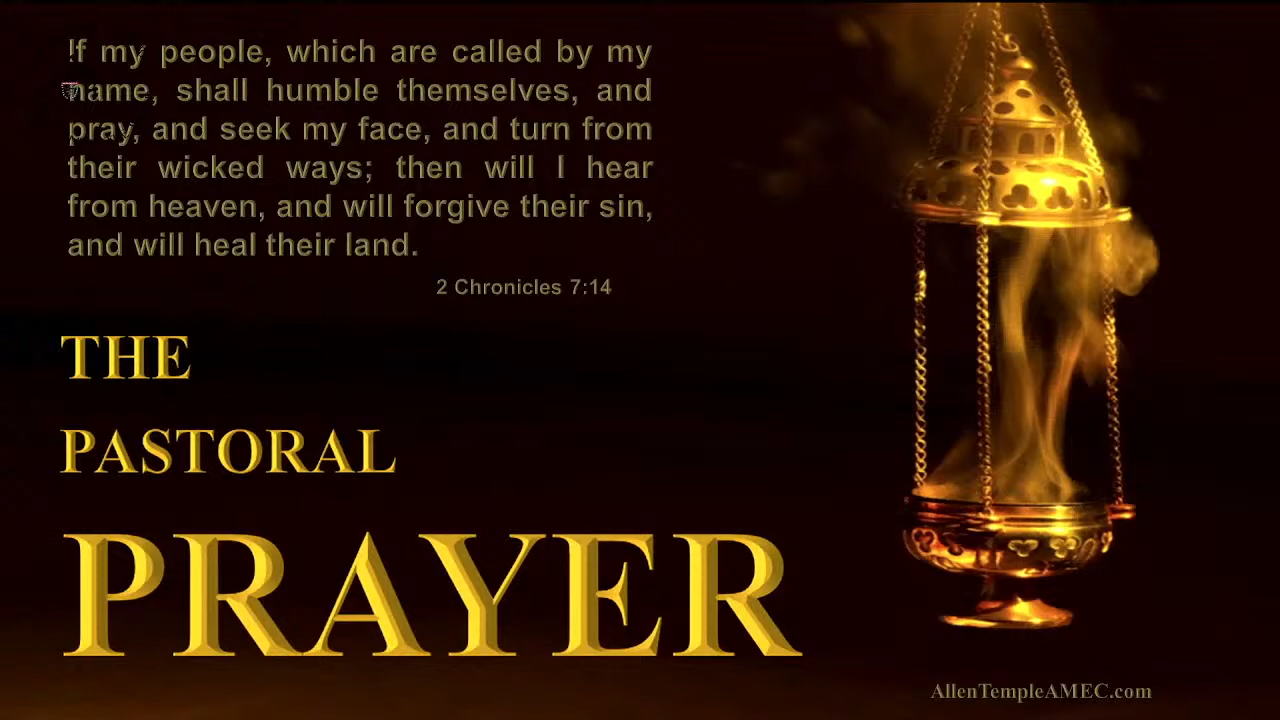 If my people, which are called by my
name, shall humble themselves, and
pray, and seek my face, and turn from
their wicked ways; then will I hear
from heaven, and will forgive their sin,
and will heal their land.
2 Chronicles 7:14
THE
PASTORAL
PRAYER
AllenTempleAMEC.com